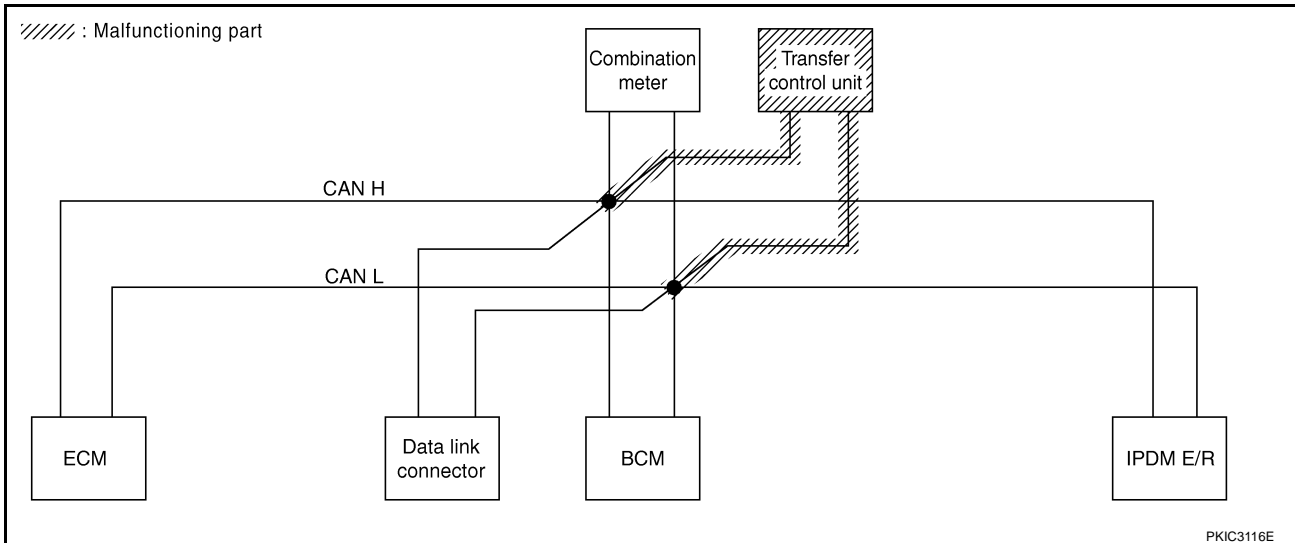 : Malfunctioning part
Combination
meter
Transfer
control unit
CAN H
CAN L
ECM
Data link
connector
BCM
IPDM E/R
PKIC3116E